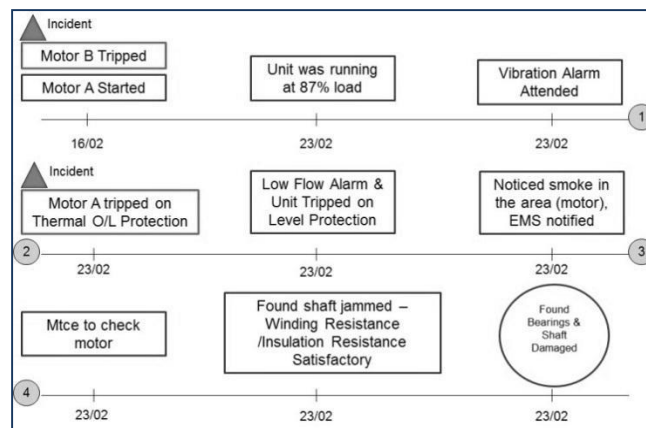 Incident
Motor B Tripped
Motor A Started
Unit was running
at 87% load
Vibration Alarm
Attended
16/02
23/02
23/02
1
Incident
Motor A tripped on
Thermal O/L Protection
Low Flow Alarm &
Unit Tripped on
Level Protection
Noticed smoke in
the area (motor),
EMS notified
2
23/02
23/02
23/02
3
Mtce to check
motor
Found shaft jammed –
Winding Resistance
/Insulation Resistance
Satisfactory
Found
Bearings &
Shaft
Damaged
4
23/02
23/02
23/02